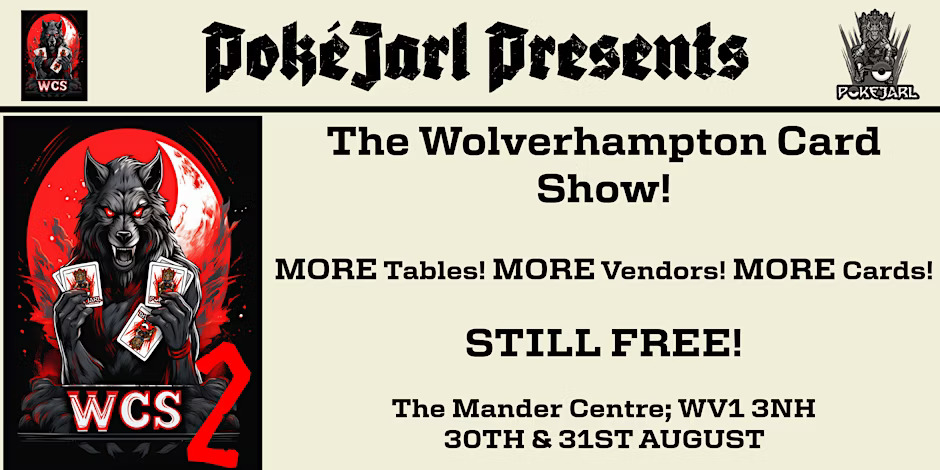 WCS
PokéJarl Presents
POKÉJARL
The Wolverhampton Card
Show!
MORE Tables! MORE Vendors! MORE Cards!
STILL FREE!
The Mander Centre; WV1 3NH
30TH & 31ST AUGUST
WCS
2